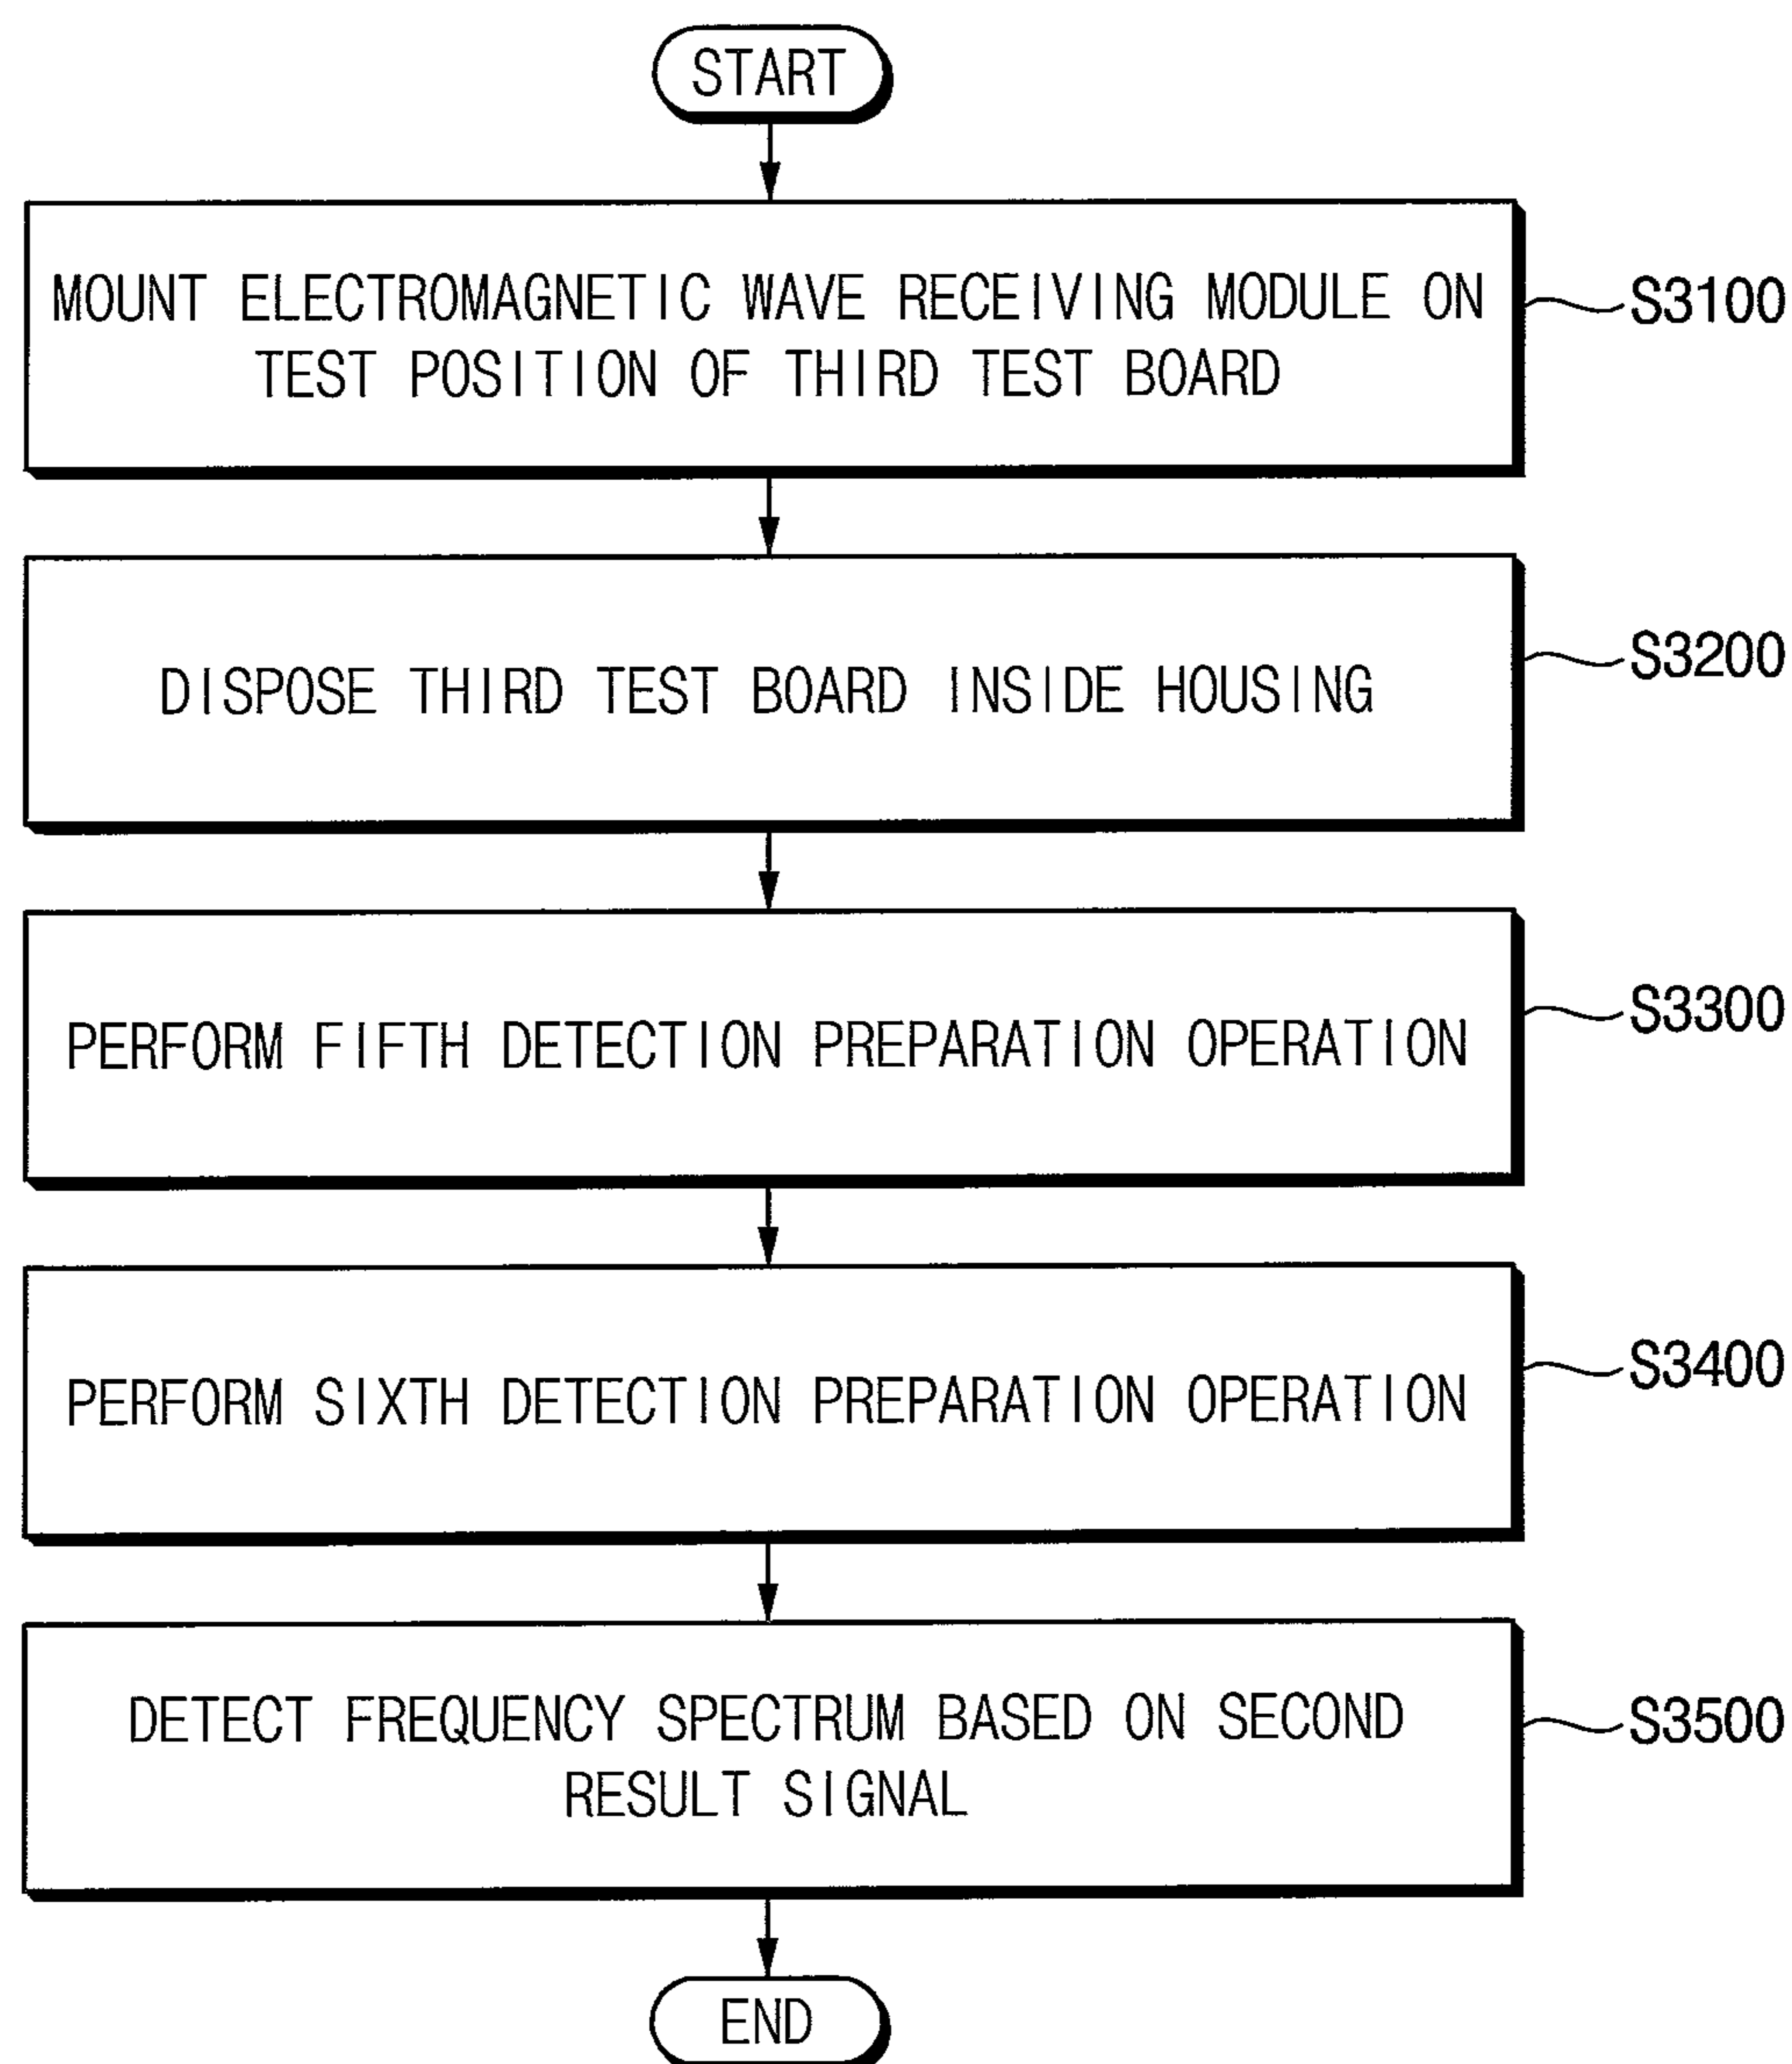 START
MOUNT ELECTROMAGNETIC WAVE RECEIVING MODULE ON
TEST POSITION OF THIRD TEST BOARD
S3100
DISPOSE THIRD TEST BOARD INSIDE HOUSING
S3200
PERFORM FIFTH DETECTION PREPARATION OPERATION
S3300
PERFORM SIXTH DETECTION PREPARATION OPERATION
S3400
DETECT FREQUENCY SPECTRUM BASED ON SECOND
RESULT SIGNAL
S3500
END